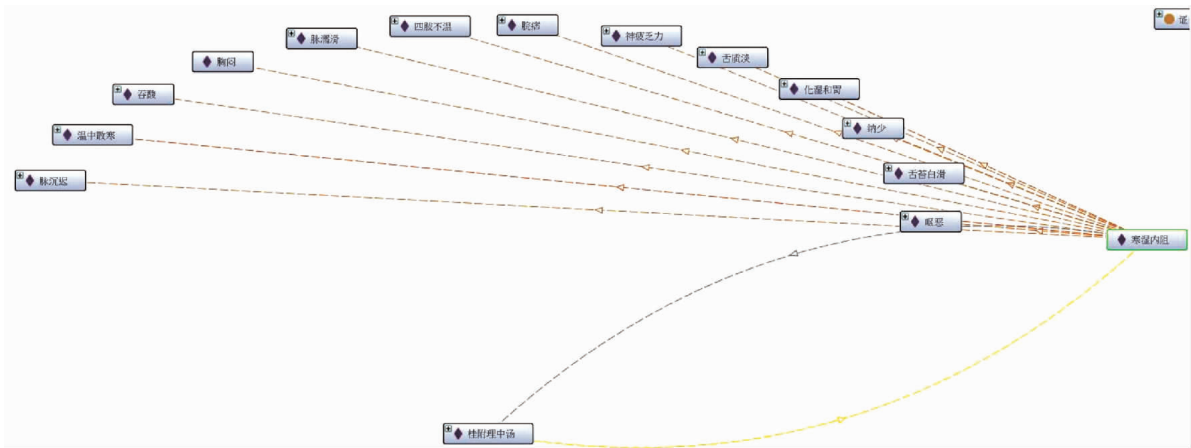 脘痞
四肢不温
神疲乏力
脉濡滑
舌质淡
胸闷
化湿和胃
吞酸
纳少
温中散寒
舌苔白滑
脉沉迟
呕恶
寒湿内阻
桂附理中汤